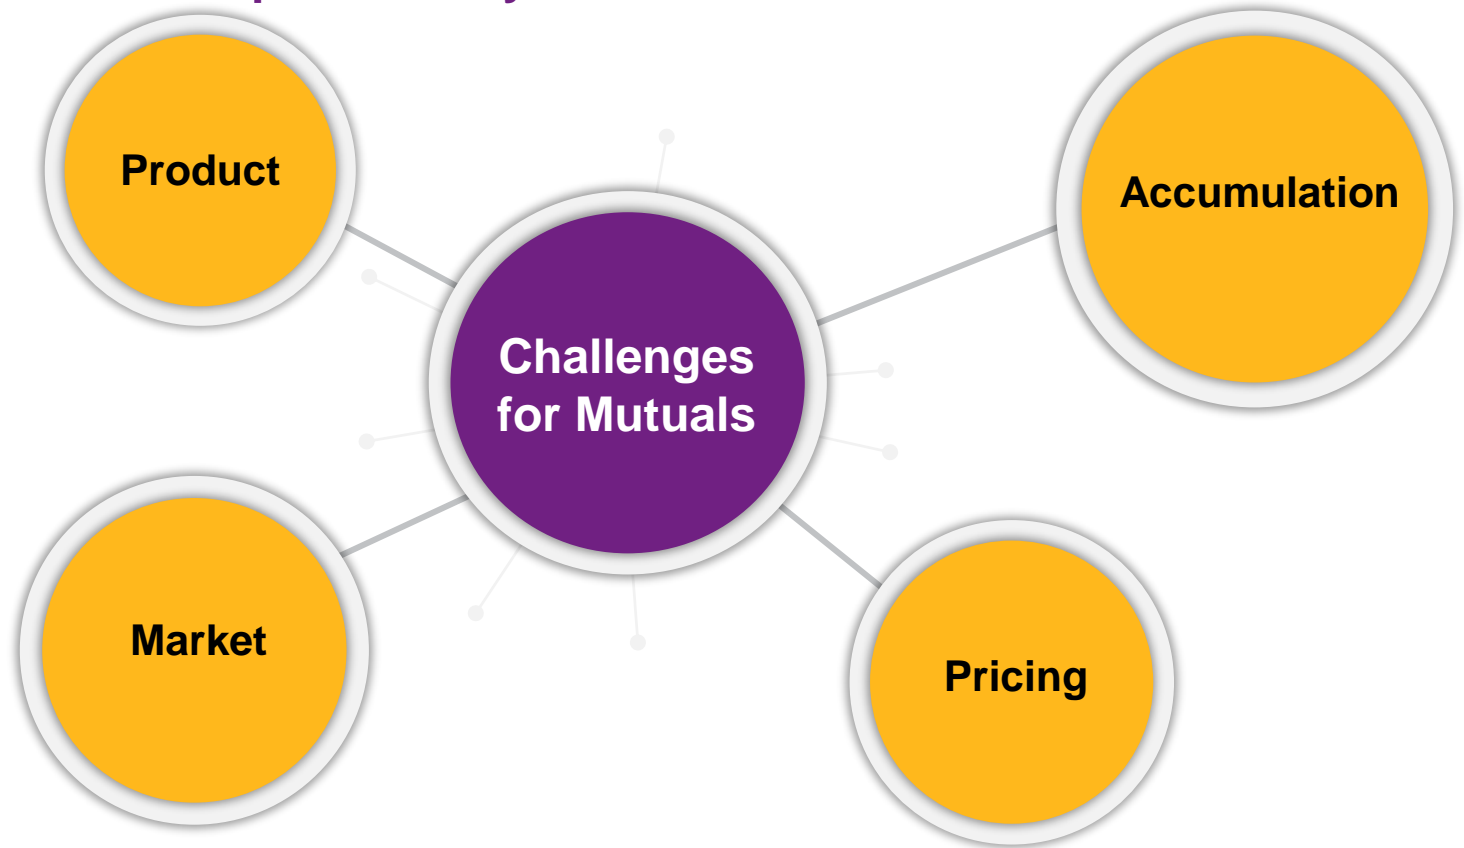 Product
Accumulation
Challenges
for Mutuals
Market
Pricing